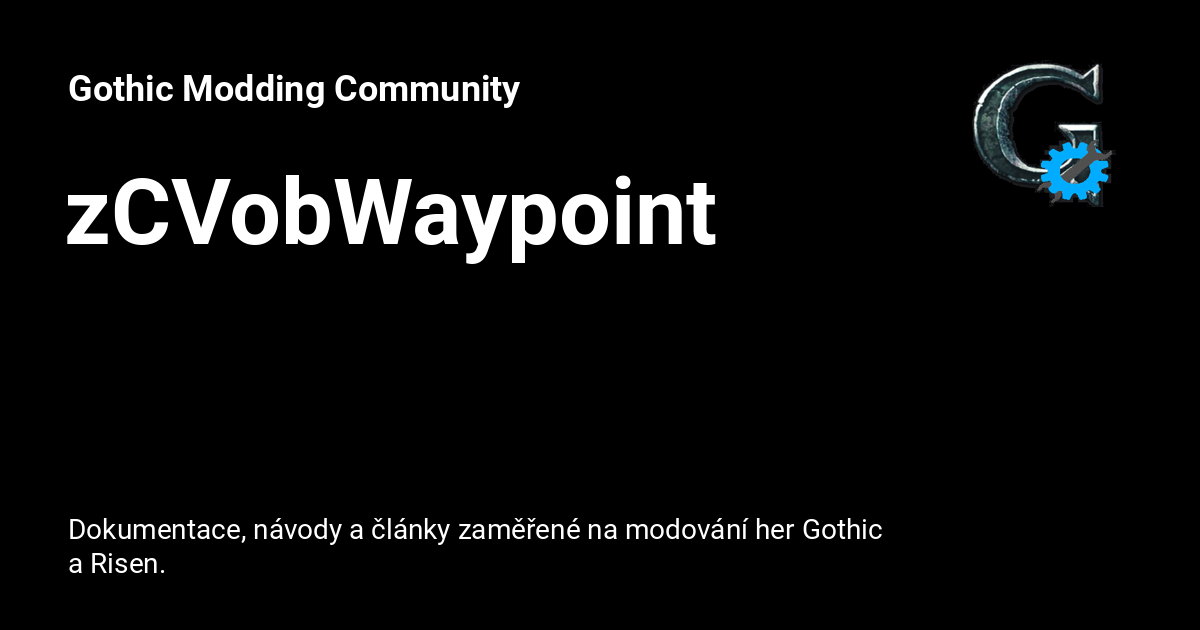 Gothic Modding Community
zCVobWaypoint
Dokumentace, návody a články zaměřené na modování her Gothic
a Risen.